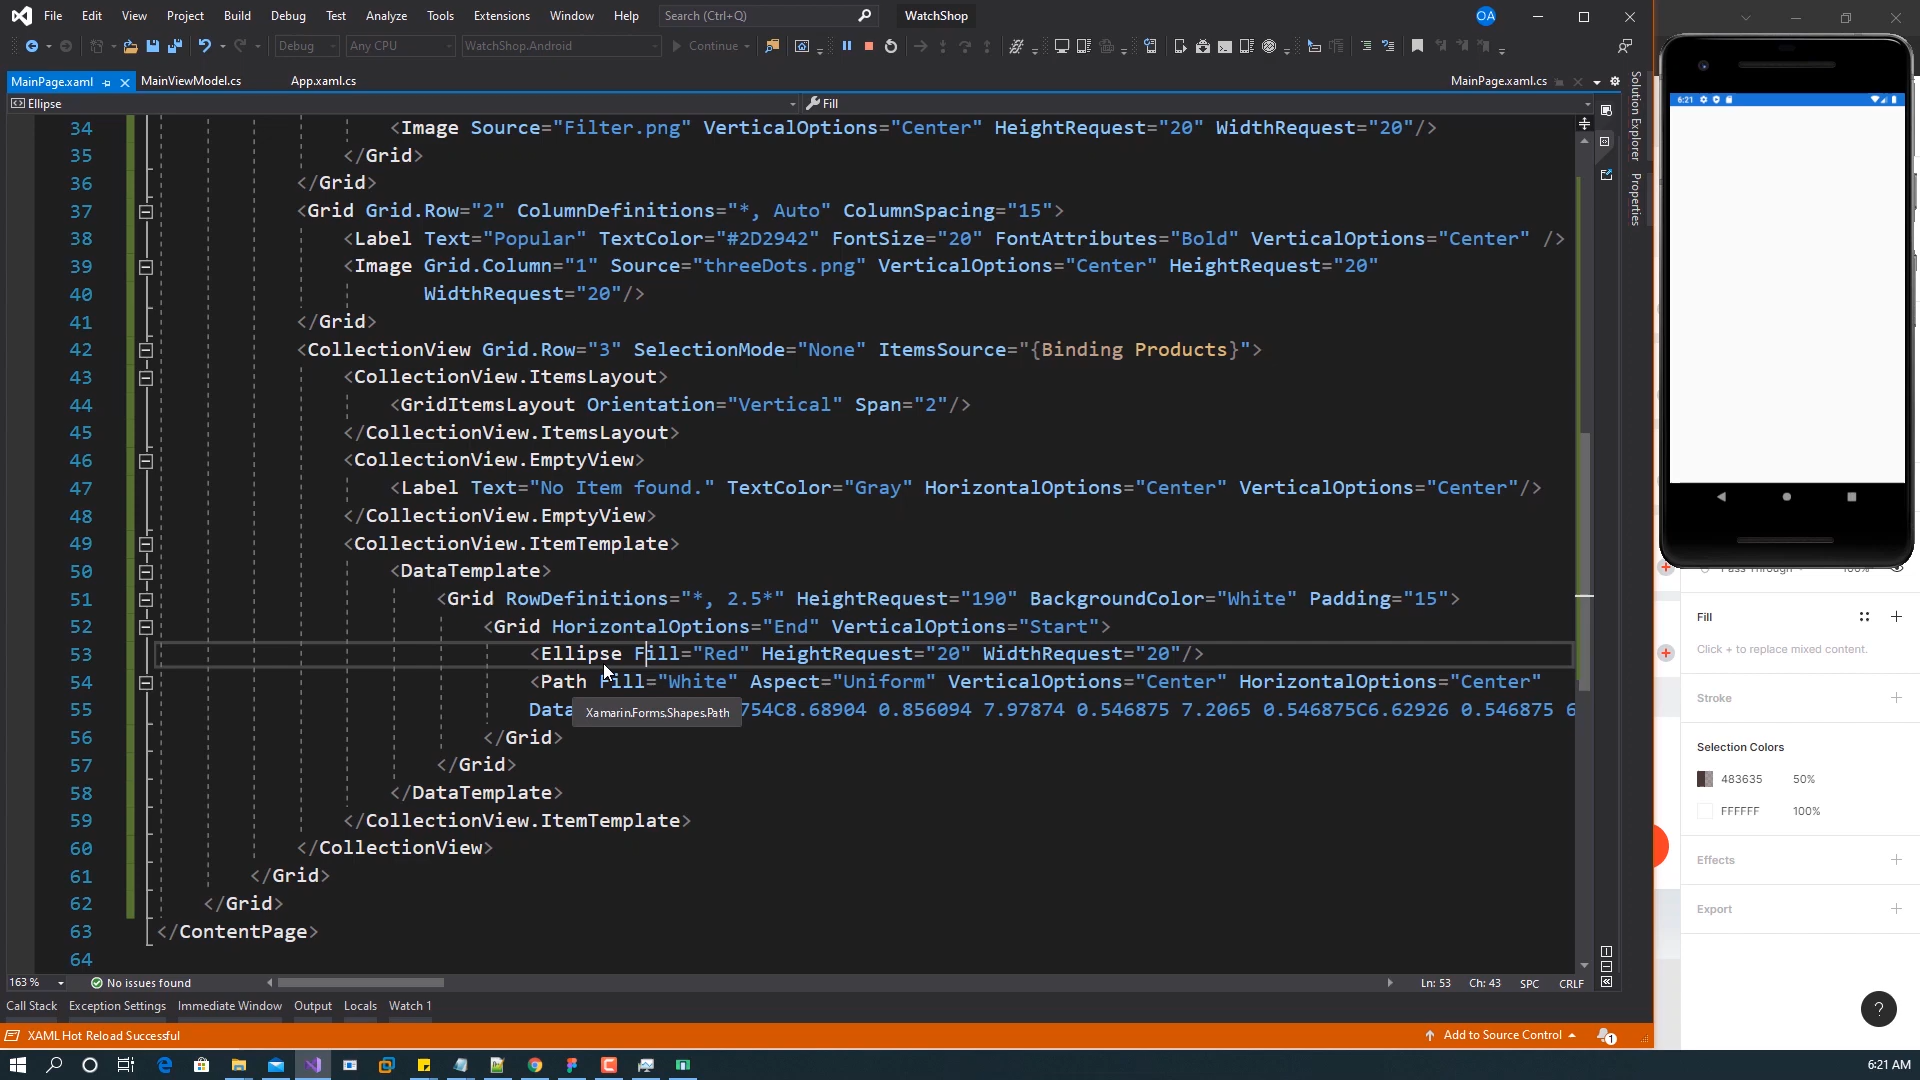 File Edit View Project Build Debug Test Analyze Tools Extensions Window Help Search (Ctrl+Q) WatchShop OA
Debug Any CPU WatchShop.Android Continue
MainPage.xaml MainViewModel.cs App.xaml.cs MainPage.xaml.cs
Ellipse Fill
34 <Image Source="Filter.png" VerticalOptions="Center" HeightRequest="20" WidthRequest="20"/>
35 </Grid>
36 </Grid>
37 <Grid Grid.Row="2" ColumnDefinitions="*, Auto" ColumnSpacing="15">
38 <Label Text="Popular" TextColor="#2D2942" FontSize="20" FontAttributes="Bold" VerticalOptions="Center" />
39 <Image Grid.Column="1" Source="threeDots.png" VerticalOptions="Center" HeightRequest="20"
40 WidthRequest="20"/>
41 </Grid>
42 <CollectionView Grid.Row="3" SelectionMode="None" ItemsSource="{Binding Products}">
43 <CollectionView.ItemsLayout>
44 <GridItemsLayout Orientation="Vertical" Span="2"/>
45 </CollectionView.ItemsLayout>
46 <CollectionView.EmptyView>
47 <Label Text="No Item found." TextColor="Gray" HorizontalOptions="Center" VerticalOptions="Center"/>
48 </CollectionView.EmptyView>
49 <CollectionView.ItemTemplate>
50 <DataTemplate>
51 <Grid RowDefinitions="*, 2.5*" HeightRequest="190" BackgroundColor="White" Padding="15">
52 <Grid HorizontalOptions="End" VerticalOptions="Start">
53 <Ellipse Fill="Red" HeightRequest="20" WidthRequest="20"/>
54 <Path Fill="White" Aspect="Uniform" VerticalOptions="Center" HorizontalOptions="Center"
55 Data 754C8.68904 0.856094 7.97874 0.546875 7.2065 0.546875C6.62926 0.546875 6
Xamarin.Forms.Shapes.Path
56 </Grid>
57 </Grid>
58 </DataTemplate>
59 </CollectionView.ItemTemplate>
60 </CollectionView>
61 </Grid>
62 </Grid>
63 </ContentPage>
64
163 % No issues found Ln: 53 Ch: 43 SPC CRLF
Call Stack Exception Settings Immediate Window Output Locals Watch 1
XAML Hot Reload Successful Add to Source Control 1
Solution Explorer
Properties
6:21
Fill
Click + to replace mixed content.
Stroke
Selection Colors
483635 50%
FFFFFF 100%
Effects
Export
?
6:21 AM